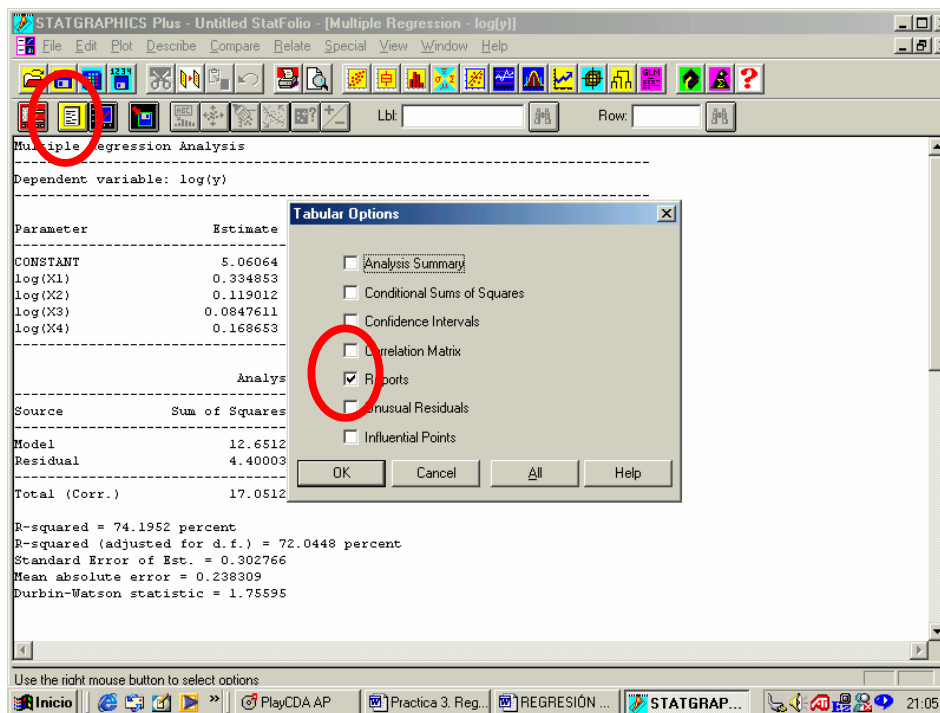 STATGRAPHICS Plus - Untitled StatFolio - [Multiple Regression - log(y)]
File Edit Plot Describe Compare Relate Special View Window Help
Lbl: Row:
Multiple Regression Analysis
Dependent variable: log(y)
Parameter Estimate
CONSTANT 5.06064
log(X1) 0.334853
log(X2) 0.119012
log(X3) 0.0847611
log(X4) 0.168653
Analys
Source Sum of Squares
Model 12.6512
Residual 4.40003
Total (Corr.) 17.0512
R-squared = 74.1952 percent
R-squared (adjusted for d.f.) = 72.0448 percent
Standard Error of Est. = 0.302766
Mean absolute error = 0.238309
Durbin-Watson statistic = 1.75595
Tabular Options
Analysis Summary
Conditional Sums of Squares
Confidence Intervals
Correlation Matrix
Reports
Unusual Residuals
Influential Points
OK Cancel All Help
Use the right mouse button to select options
Inicio PlayCDA AP Practica 3. Reg... REGRESIÓN ... STATGRAP... 21:05